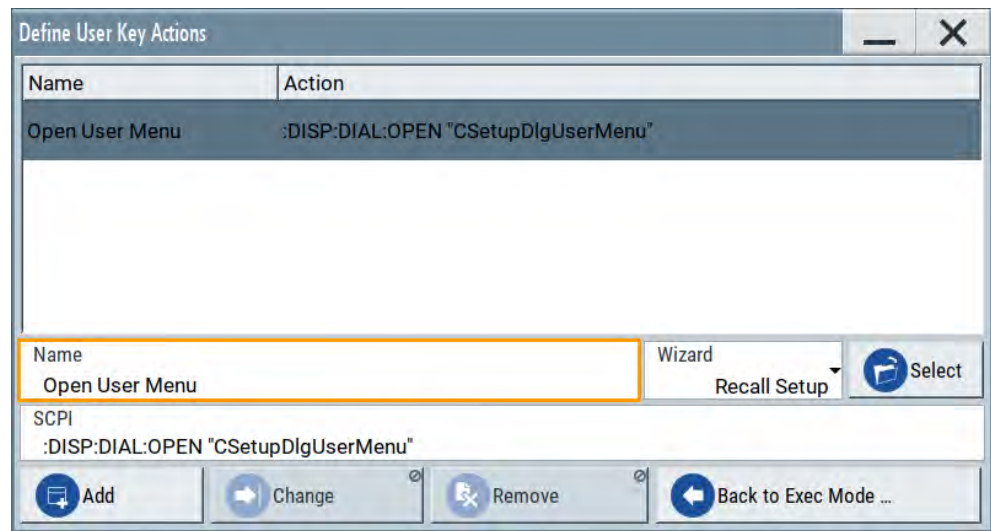 Define User Key Actions
Name Action
Open User Menu :DISP:DIAL:OPEN "CSetupDlgUserMenu"
Name Wizard
Open User Menu Recall Setup Select
SCPI
:DISP:DIAL:OPEN "CSetupDlgUserMenu"
Add Change Remove Back to Exec Mode ...